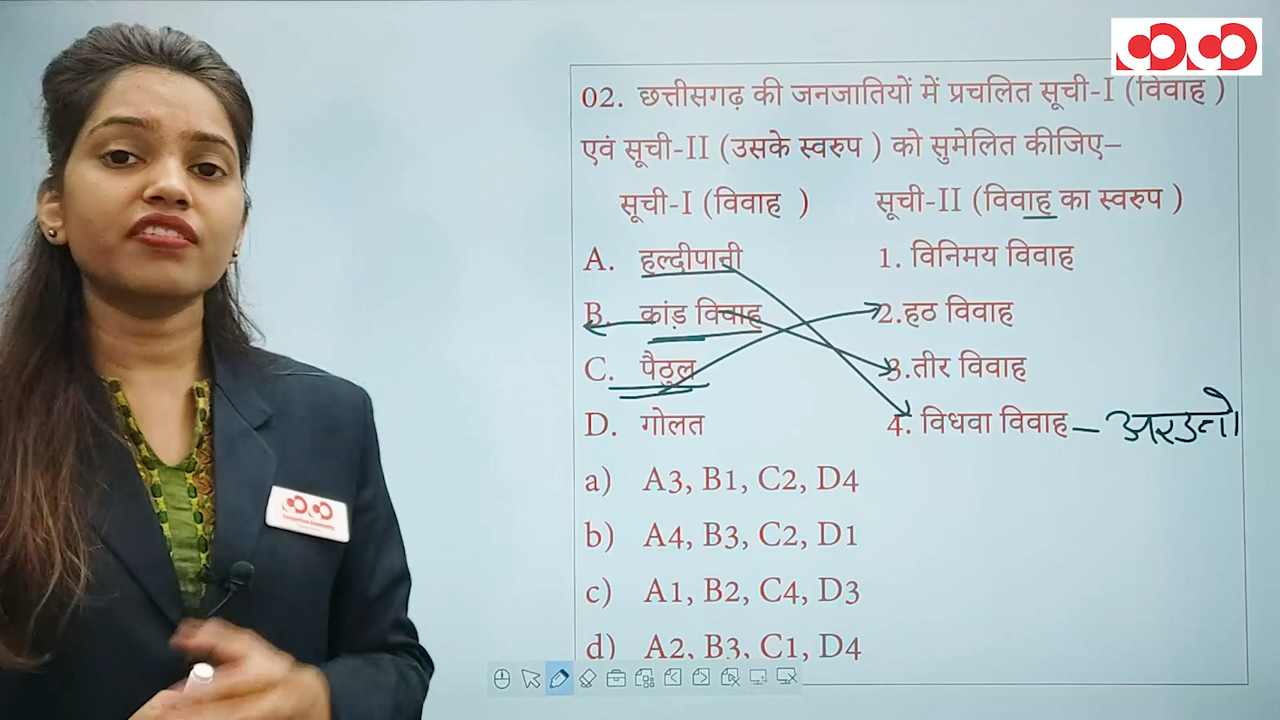 02. छत्तीसगढ़ की जनजातियों में प्रचलित सूची-I (विवाह )
एवं सूची-II (उसके स्वरुप ) को सुमेलित कीजिए–
सूची-I (विवाह ) सूची-II (विवाह का स्वरुप )
A. हल्दीपानी 1. विनिमय विवाह
B. कांड़ विवाह 2.हठ विवाह
C. पैठुल 3.तीर विवाह
D. गोलत 4. विधवा विवाह – अरउतो
a) A3, B1, C2, D4
b) A4, B3, C2, D1
c) A1, B2, C4, D3
d) A2, B3, C1, D4